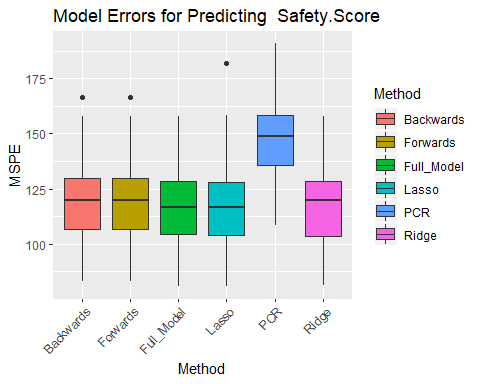 Model Errors for Predicting  Safety.Score
MSPE
175
150
125
100
Backwards
Forwards
Full_Model
Lasso
PCR
Ridge
Method
Method
Backwards
Forwards
Full_Model
Lasso
PCR
Ridge